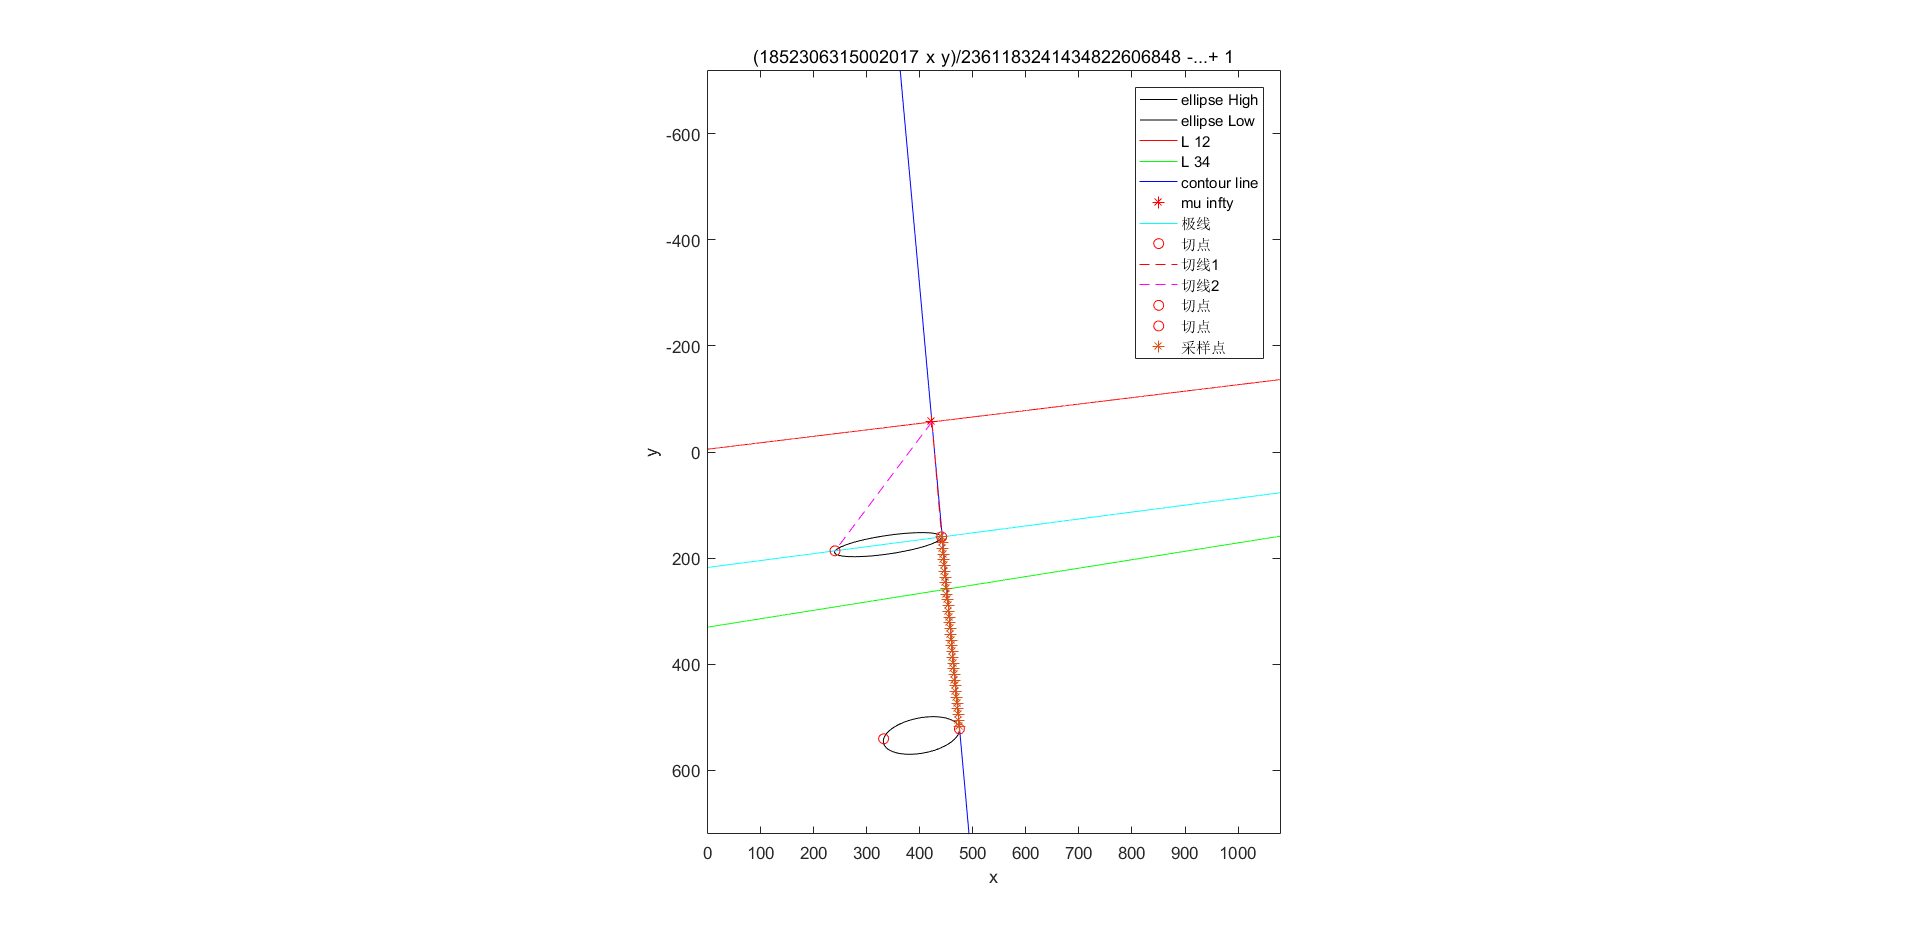 (1852306315002017 x y)/2361183241434822606848 -...+ 1
ellipse High
ellipse Low
L 12
L 34
contour line
mu infty
极线
切点
切线1
切线2
切点
切点
采样点
-600
-400
-200
0
200
400
600
y
0 100 200 300 400 500 600 700 800 900 1000
x